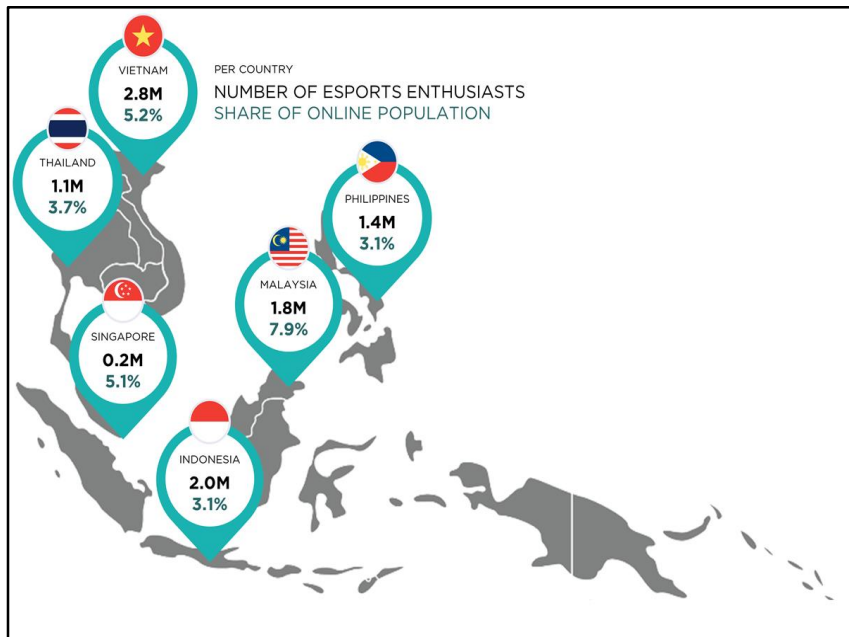 PER COUNTRY
NUMBER OF ESPORTS ENTHUSIASTS
SHARE OF ONLINE POPULATION
VIETNAM
2.8M
5.2%
THAILAND
1.1M
3.7%
PHILIPPINES
1.4M
3.1%
MALAYSIA
1.8M
7.9%
SINGAPORE
0.2M
5.1%
INDONESIA
2.0M
3.1%